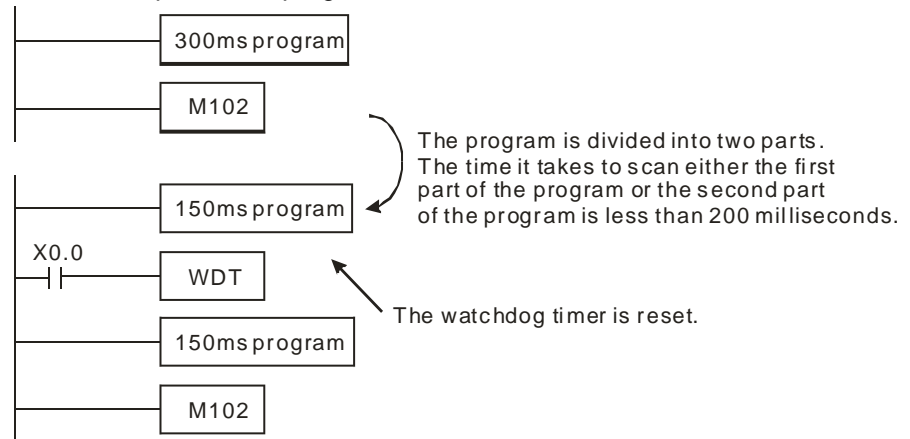 300ms program
M102
The program is divided into two parts.
The time it takes to scan either the first
part of the program or the second part
of the program is less than 200 milliseconds.
150ms program
X0.0
WDT
The watchdog timer is reset.
150ms program
M102